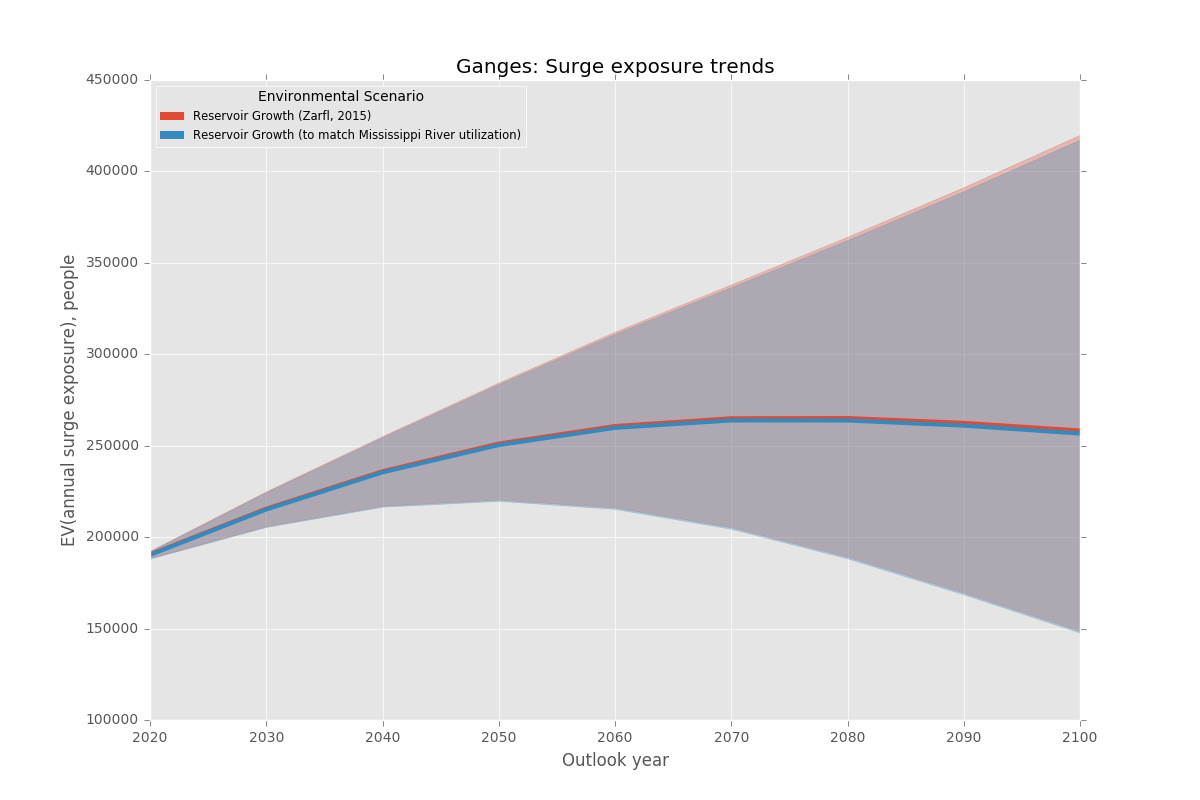 Ganges: Surge exposure trends
Environmental Scenario
Reservoir Growth (Zarfl, 2015)
Reservoir Growth (to match Mississippi River utilization)
EV(annual surge exposure), people
450000
400000
350000
300000
250000
200000
150000
100000
2020 2030 2040 2050 2060 2070 2080 2090 2100
Outlook year